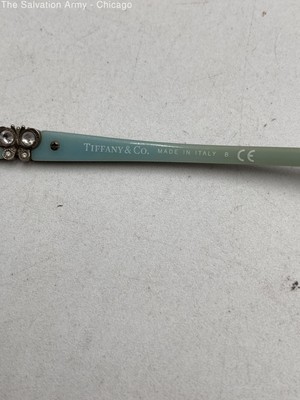 The Salvation Army - Chicago
TIFFANY & CO. MADE IN ITALY CE